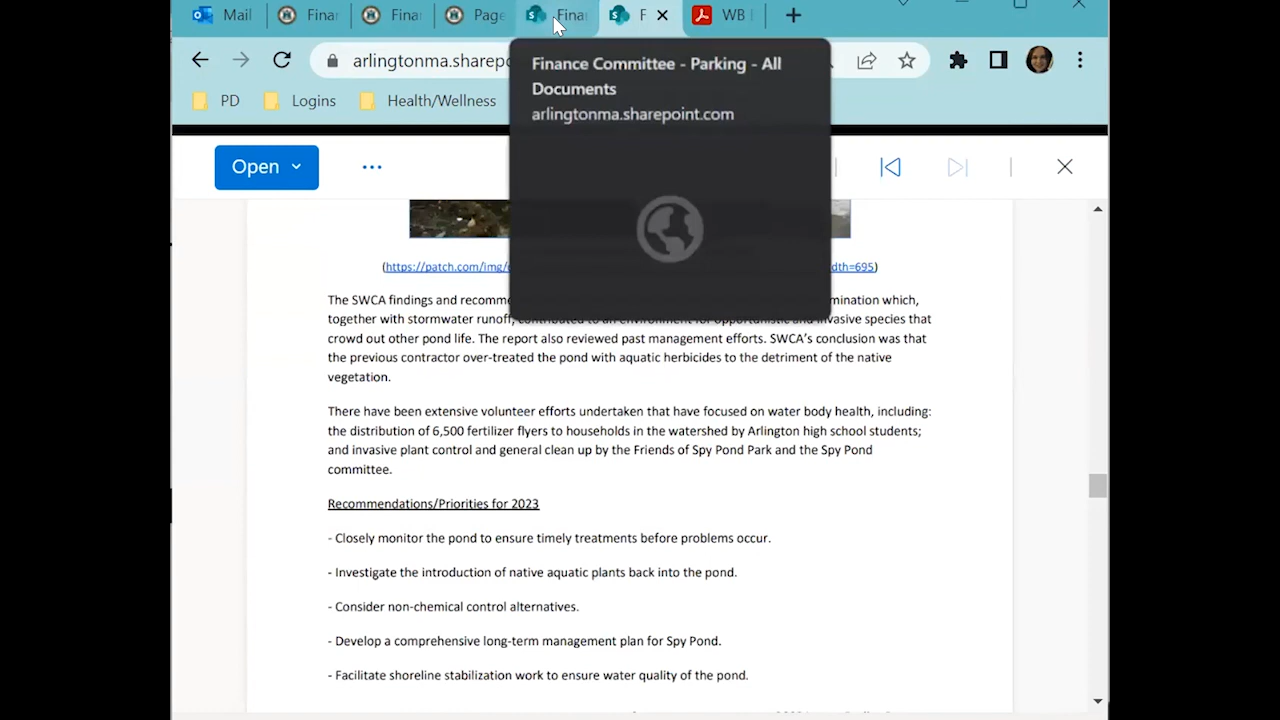 Mail
Finar
Finar
Page
Finan
F
WB
arlingtonma.sharepo
PD
Logins
Health/Wellness
Finance Committee - Parking - All
Documents
arlingtonma.sharepoint.com
Open
(https://patch.com/img/ dth=695)
The SWCA findings and recomme mination which,
together with stormwater runoff, contributed to an environment for opportunistic and invasive species that
crowd out other pond life. The report also reviewed past management efforts. SWCA's conclusion was that
the previous contractor over-treated the pond with aquatic herbicides to the detriment of the native
vegetation.
There have been extensive volunteer efforts undertaken that have focused on water body health, including:
the distribution of 6,500 fertilizer flyers to households in the watershed by Arlington high school students;
and invasive plant control and general clean up by the Friends of Spy Pond Park and the Spy Pond
committee.
Recommendations/Priorities for 2023
- Closely monitor the pond to ensure timely treatments before problems occur.
- Investigate the introduction of native aquatic plants back into the pond.
- Consider non-chemical control alternatives.
- Develop a comprehensive long-term management plan for Spy Pond.
- Facilitate shoreline stabilization work to ensure water quality of the pond.